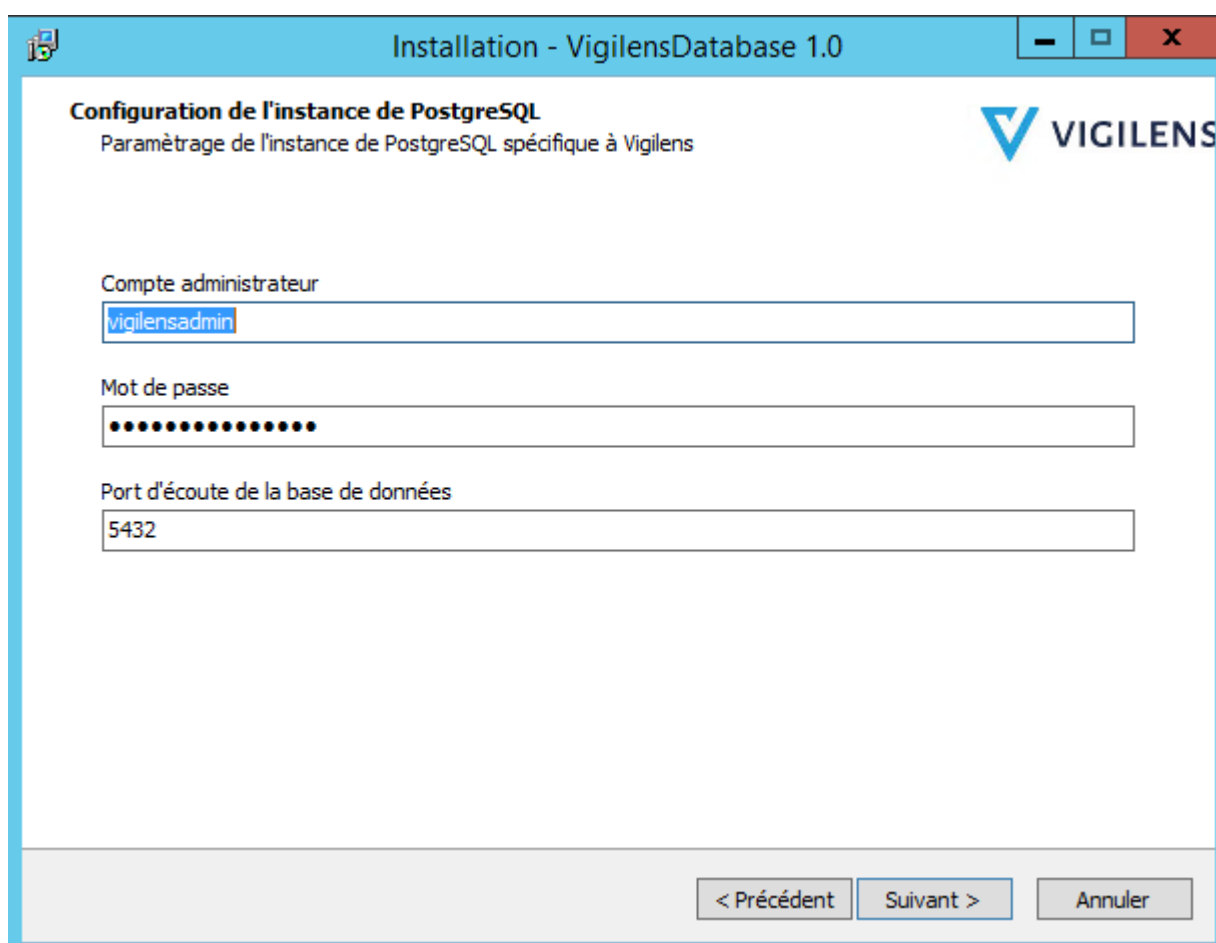 Installation - VigilensDatabase 1.0
Configuration de l'instance de PostgreSQL
Paramètrage de l'instance de PostgreSQL spécifique à Vigilens
VIGILENS
Compte administrateur
vigilensadmin
Mot de passe
•••••••••••••••
Port d'écoute de la base de données
5432
< Précédent
Suivant >
Annuler